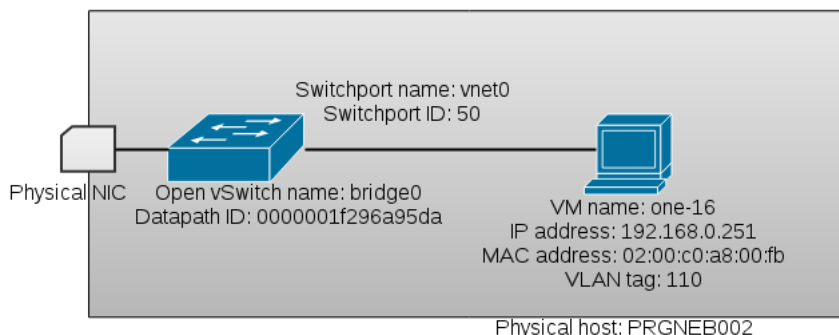 Switchport name: vnet0
Switchport ID: 50
Physical NIC
Open vSwitch name: bridge0
Datapath ID: 0000001f296a95da
VM name: one-16
IP address: 192.168.0.251
MAC address: 02:00:c0:a8:00:fb
VLAN tag: 110
Physical host: PRGNEB002